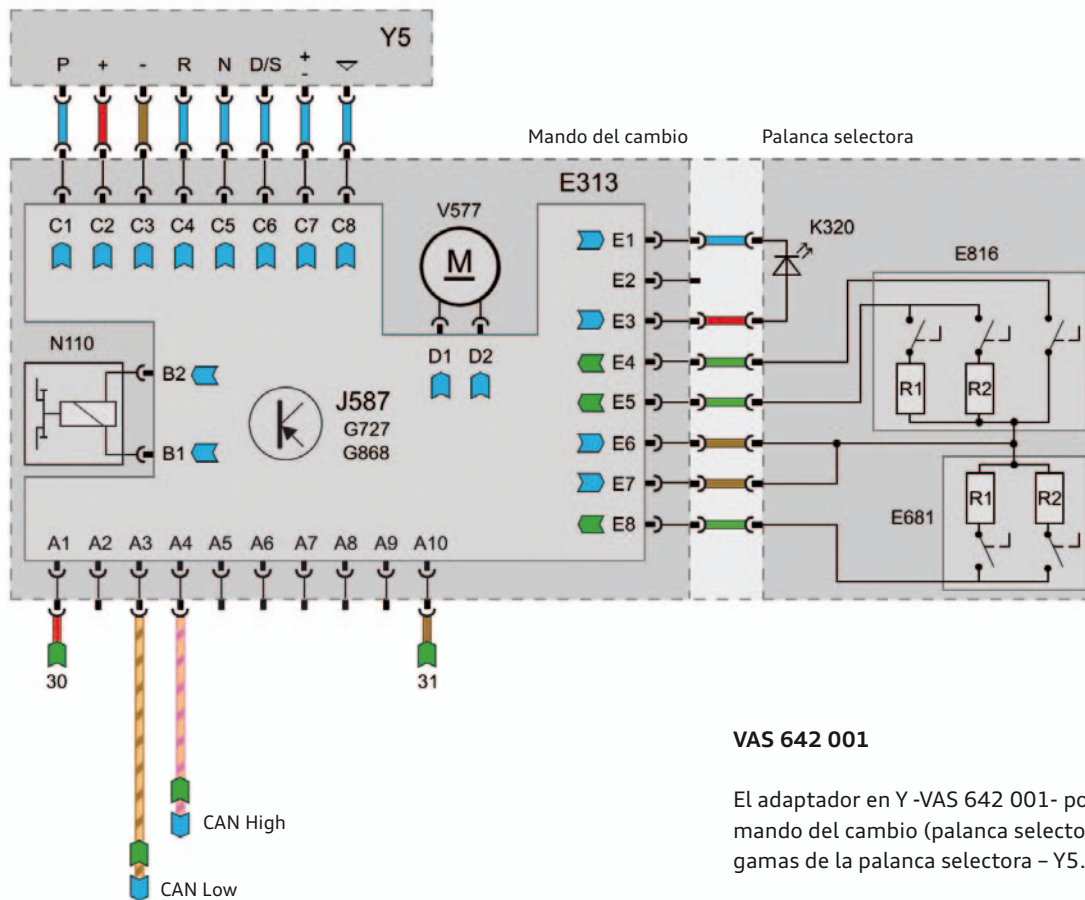 Y5
P + - R N D/S + - 
Mando del cambio Palanca selectora
E313
C1 C2 C3 C4 C5 C6 C7 C8
V577
M
K320
E1
E816
E2
N110
E3
D1 D2
B2
E4
J587
R1 R2
G727
E5
G868
E6
B1
E7
R1 R2
E681
E8
A1 A2 A3 A4 A5 A6 A7 A8 A9 A10
30
31
VAS 642 001
El adaptador en Y -VAS 642 001- po
mando del cambio (palanca selecto
CAN High
gamas de la palanca selectora – Y5.
CAN Low